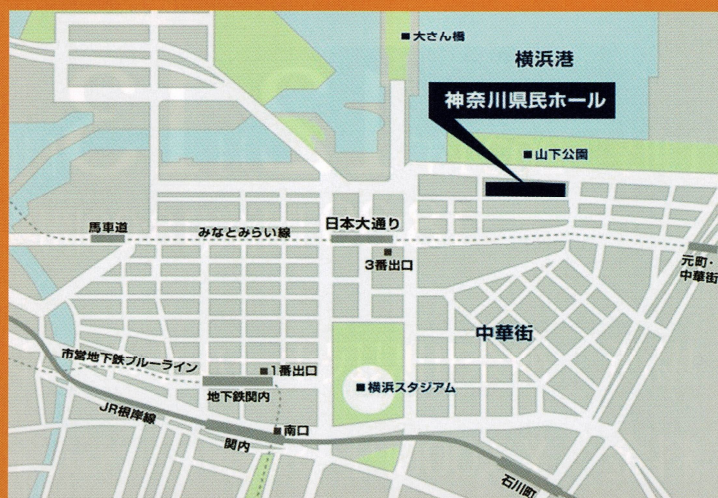 大さん橋
横浜港
神奈川県民ホール
山下公園
馬車道
みなとみらい線
日本大通り
3番出口
元町・
中華街
中華街
市営地下鉄ブルーライン
1番出口
地下鉄関内
横浜スタジアム
JR根岸線
関内
南口
石川町